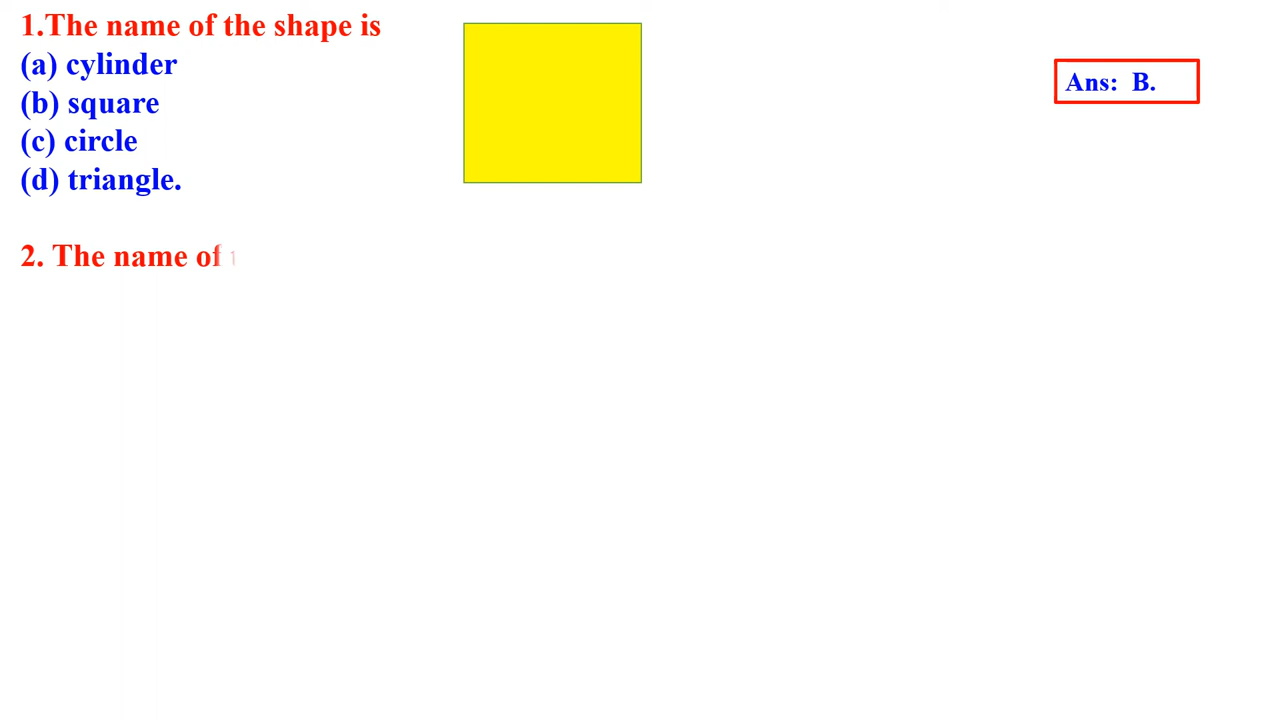 1.The name of the shape is
(a) cylinder
(b) square
(c) circle
(d) triangle.
Ans: B.
2. The name of